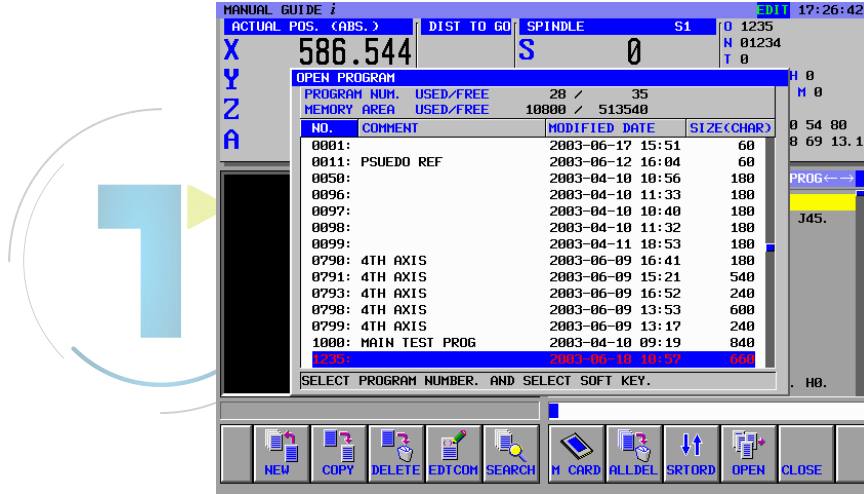 MANUAL GUIDE i EDIT 17:26:42
ACTUAL POS. (ABS.) DIST TO GO SPINDLE S1 O 1235
X 586.544 S 0 N 01234
T 0
Y H 0
M 0
Z
A 0 54 80
8 69 13.1
OPEN PROGRAM
PROGRAM NUM. USED/FREE 28 / 35
MEMORY AREA USED/FREE 10800 / 513540
NO. COMMENT MODIFIED DATE SIZE(CHAR)
0001: 2003-06-17 15:51 60
0011: PSUEDO REF 2003-06-12 16:04 60
0050: 2003-04-10 10:56 180
0096: 2003-04-10 11:33 180
0097: 2003-04-10 10:40 180
0098: 2003-04-10 11:32 180
0099: 2003-04-11 18:53 180
0790: 4TH AXIS 2003-06-09 16:41 180
0791: 4TH AXIS 2003-06-09 15:21 540
0793: 4TH AXIS 2003-06-09 16:52 240
0798: 4TH AXIS 2003-06-09 13:53 600
0799: 4TH AXIS 2003-06-09 13:17 240
1000: MAIN TEST PROG 2003-04-10 09:19 840
1235: 2003-06-18 10:57 660
SELECT PROGRAM NUMBER. AND SELECT SOFT KEY.
PROG←→
J45.
. H0.
NEW COPY DELETE EDTCOM SEARCH M CARD ALLDEL SRTORD OPEN CLOSE